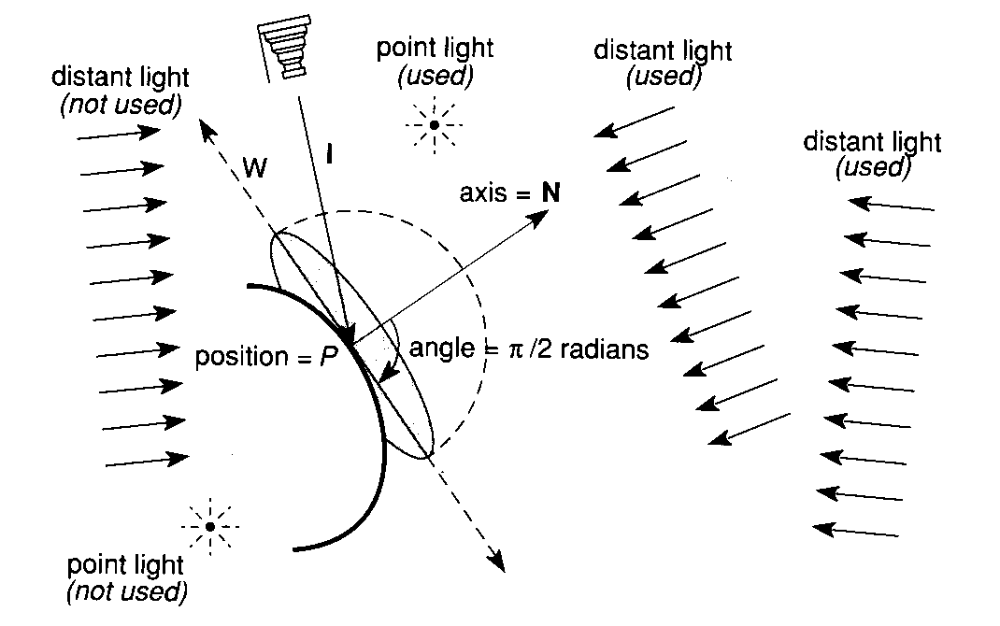 point light
(used)
distant light
(used)
distant light
(not used)
distant light
(used)
W
I
axis = N
position = P
angle = π /2 radians
point light
(not used)